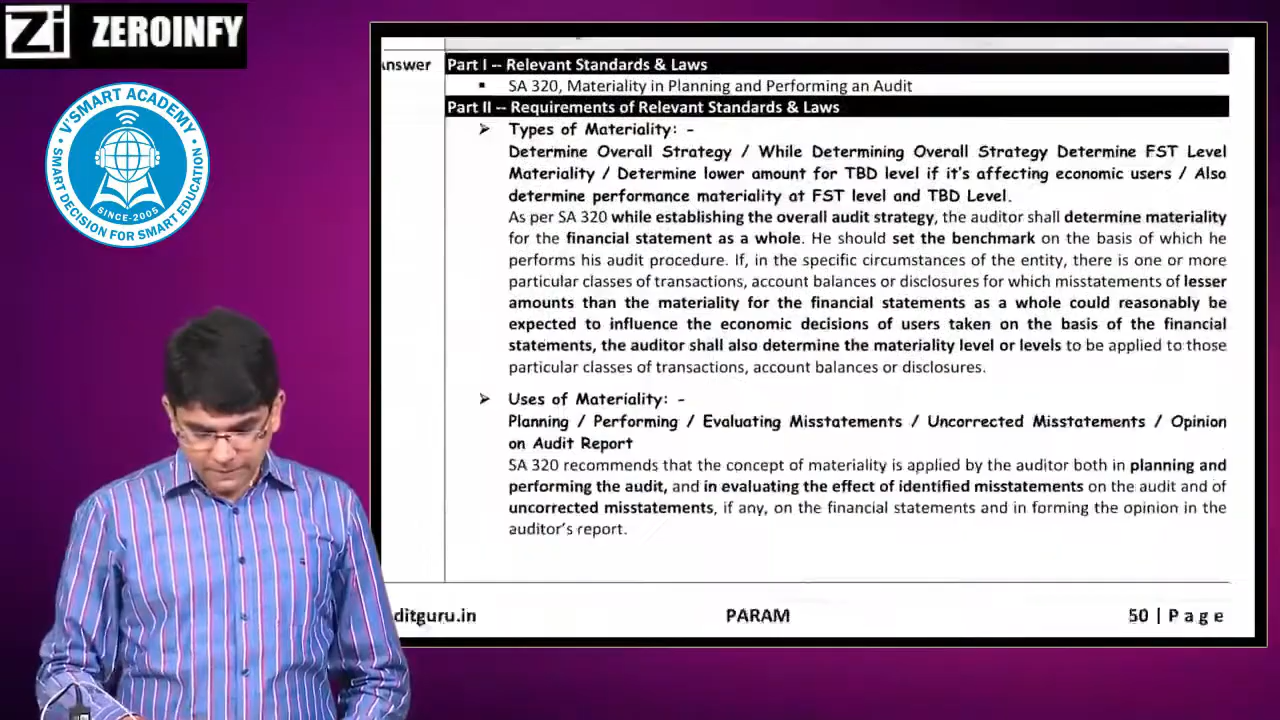 Zi ZEROINFY
V'SMART ACADEMY
SMART DECISION FOR SMART EDUCATION
SINCE-2005
nswer
Part I -- Relevant Standards & Laws
▪ SA 320, Materiality in Planning and Performing an Audit
Part II -- Requirements of Relevant Standards & Laws
➢ Types of Materiality: -
Determine Overall Strategy / While Determining Overall Strategy Determine FST Level
Materiality / Determine lower amount for TBD level if it's affecting economic users / Also
determine performance materiality at FST level and TBD Level.
As per SA 320 while establishing the overall audit strategy, the auditor shall determine materiality
for the financial statement as a whole. He should set the benchmark on the basis of which he
performs his audit procedure. If, in the specific circumstances of the entity, there is one or more
particular classes of transactions, account balances or disclosures for which misstatements of lesser
amounts than the materiality for the financial statements as a whole could reasonably be
expected to influence the economic decisions of users taken on the basis of the financial
statements, the auditor shall also determine the materiality level or levels to be applied to those
particular classes of transactions, account balances or disclosures.
➢ Uses of Materiality: -
Planning / Performing / Evaluating Misstatements / Uncorrected Misstatements / Opinion
on Audit Report
SA 320 recommends that the concept of materiality is applied by the auditor both in planning and
performing the audit, and in evaluating the effect of identified misstatements on the audit and of
uncorrected misstatements, if any, on the financial statements and in forming the opinion in the
auditor's report.
ditguru.in
PARAM
50 | P a g e